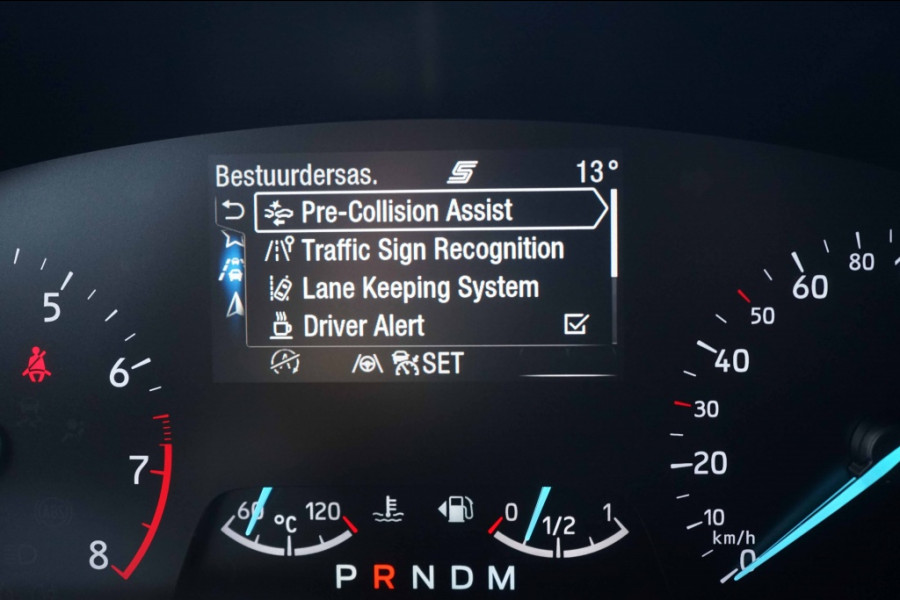 Bestuurdersas. S 13°
Pre-Collision Assist
Traffic Sign Recognition
Lane Keeping System
Driver Alert
SET
5
6
7
8
80
60
50
40
30
20
10
km/h
0
60 °C 120
0 1/2 1
P R N D M